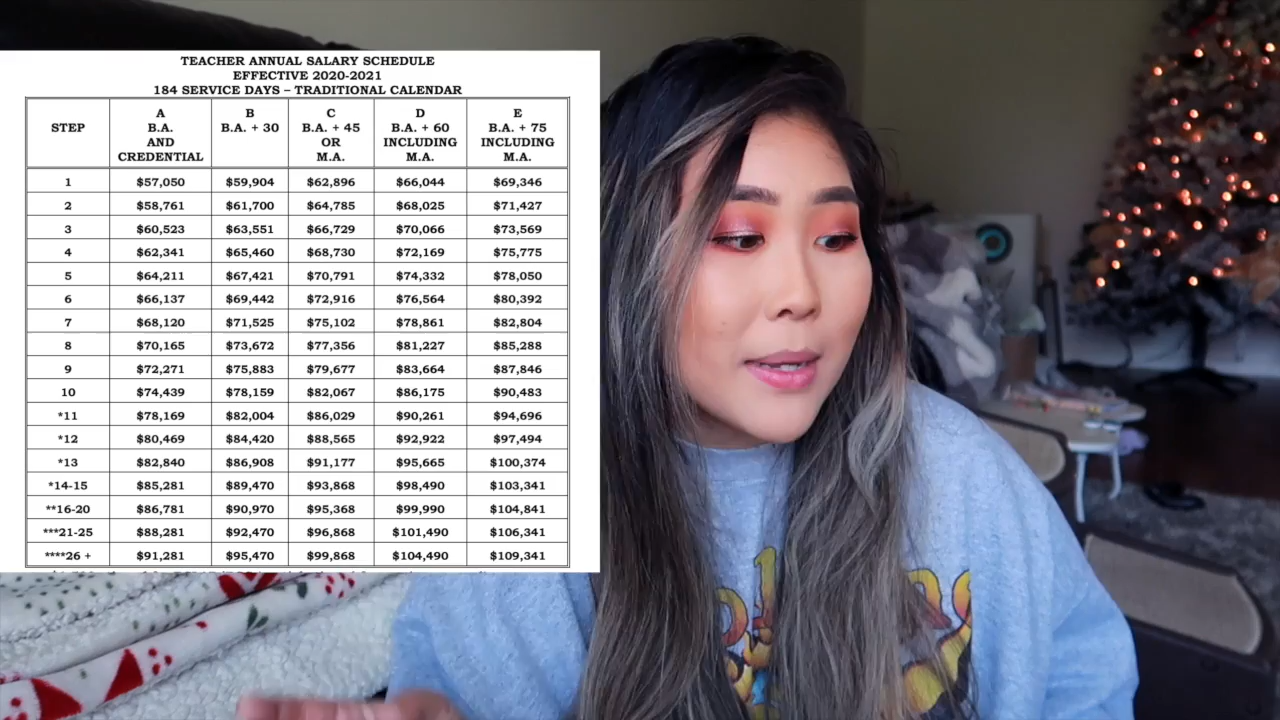 TEACHER ANNUAL SALARY SCHEDULE
EFFECTIVE 2020-2021
184 SERVICE DAYS – TRADITIONAL CALENDAR
STEP A B.A. AND CREDENTIAL B B.A. + 30 C B.A. + 45 OR M.A. D B.A. + 60 INCLUDING M.A. E B.A. + 75 INCLUDING M.A.
1 $57,050 $59,904 $62,896 $66,044 $69,346
2 $58,761 $61,700 $64,785 $68,025 $71,427
3 $60,523 $63,551 $66,729 $70,066 $73,569
4 $62,341 $65,460 $68,730 $72,169 $75,775
5 $64,211 $67,421 $70,791 $74,332 $78,050
6 $66,137 $69,442 $72,916 $76,564 $80,392
7 $68,120 $71,525 $75,102 $78,861 $82,804
8 $70,165 $73,672 $77,356 $81,227 $85,288
9 $72,271 $75,883 $79,677 $83,664 $87,846
10 $74,439 $78,159 $82,067 $86,175 $90,483
*11 $78,169 $82,004 $86,029 $90,261 $94,696
*12 $80,469 $84,420 $88,565 $92,922 $97,494
*13 $82,840 $86,908 $91,177 $95,665 $100,374
*14-15 $85,281 $89,470 $93,868 $98,490 $103,341
**16-20 $86,781 $90,970 $95,368 $99,990 $104,841
***21-25 $88,281 $92,470 $96,868 $101,490 $106,341
****26 + $91,281 $95,470 $99,868 $104,490 $109,341